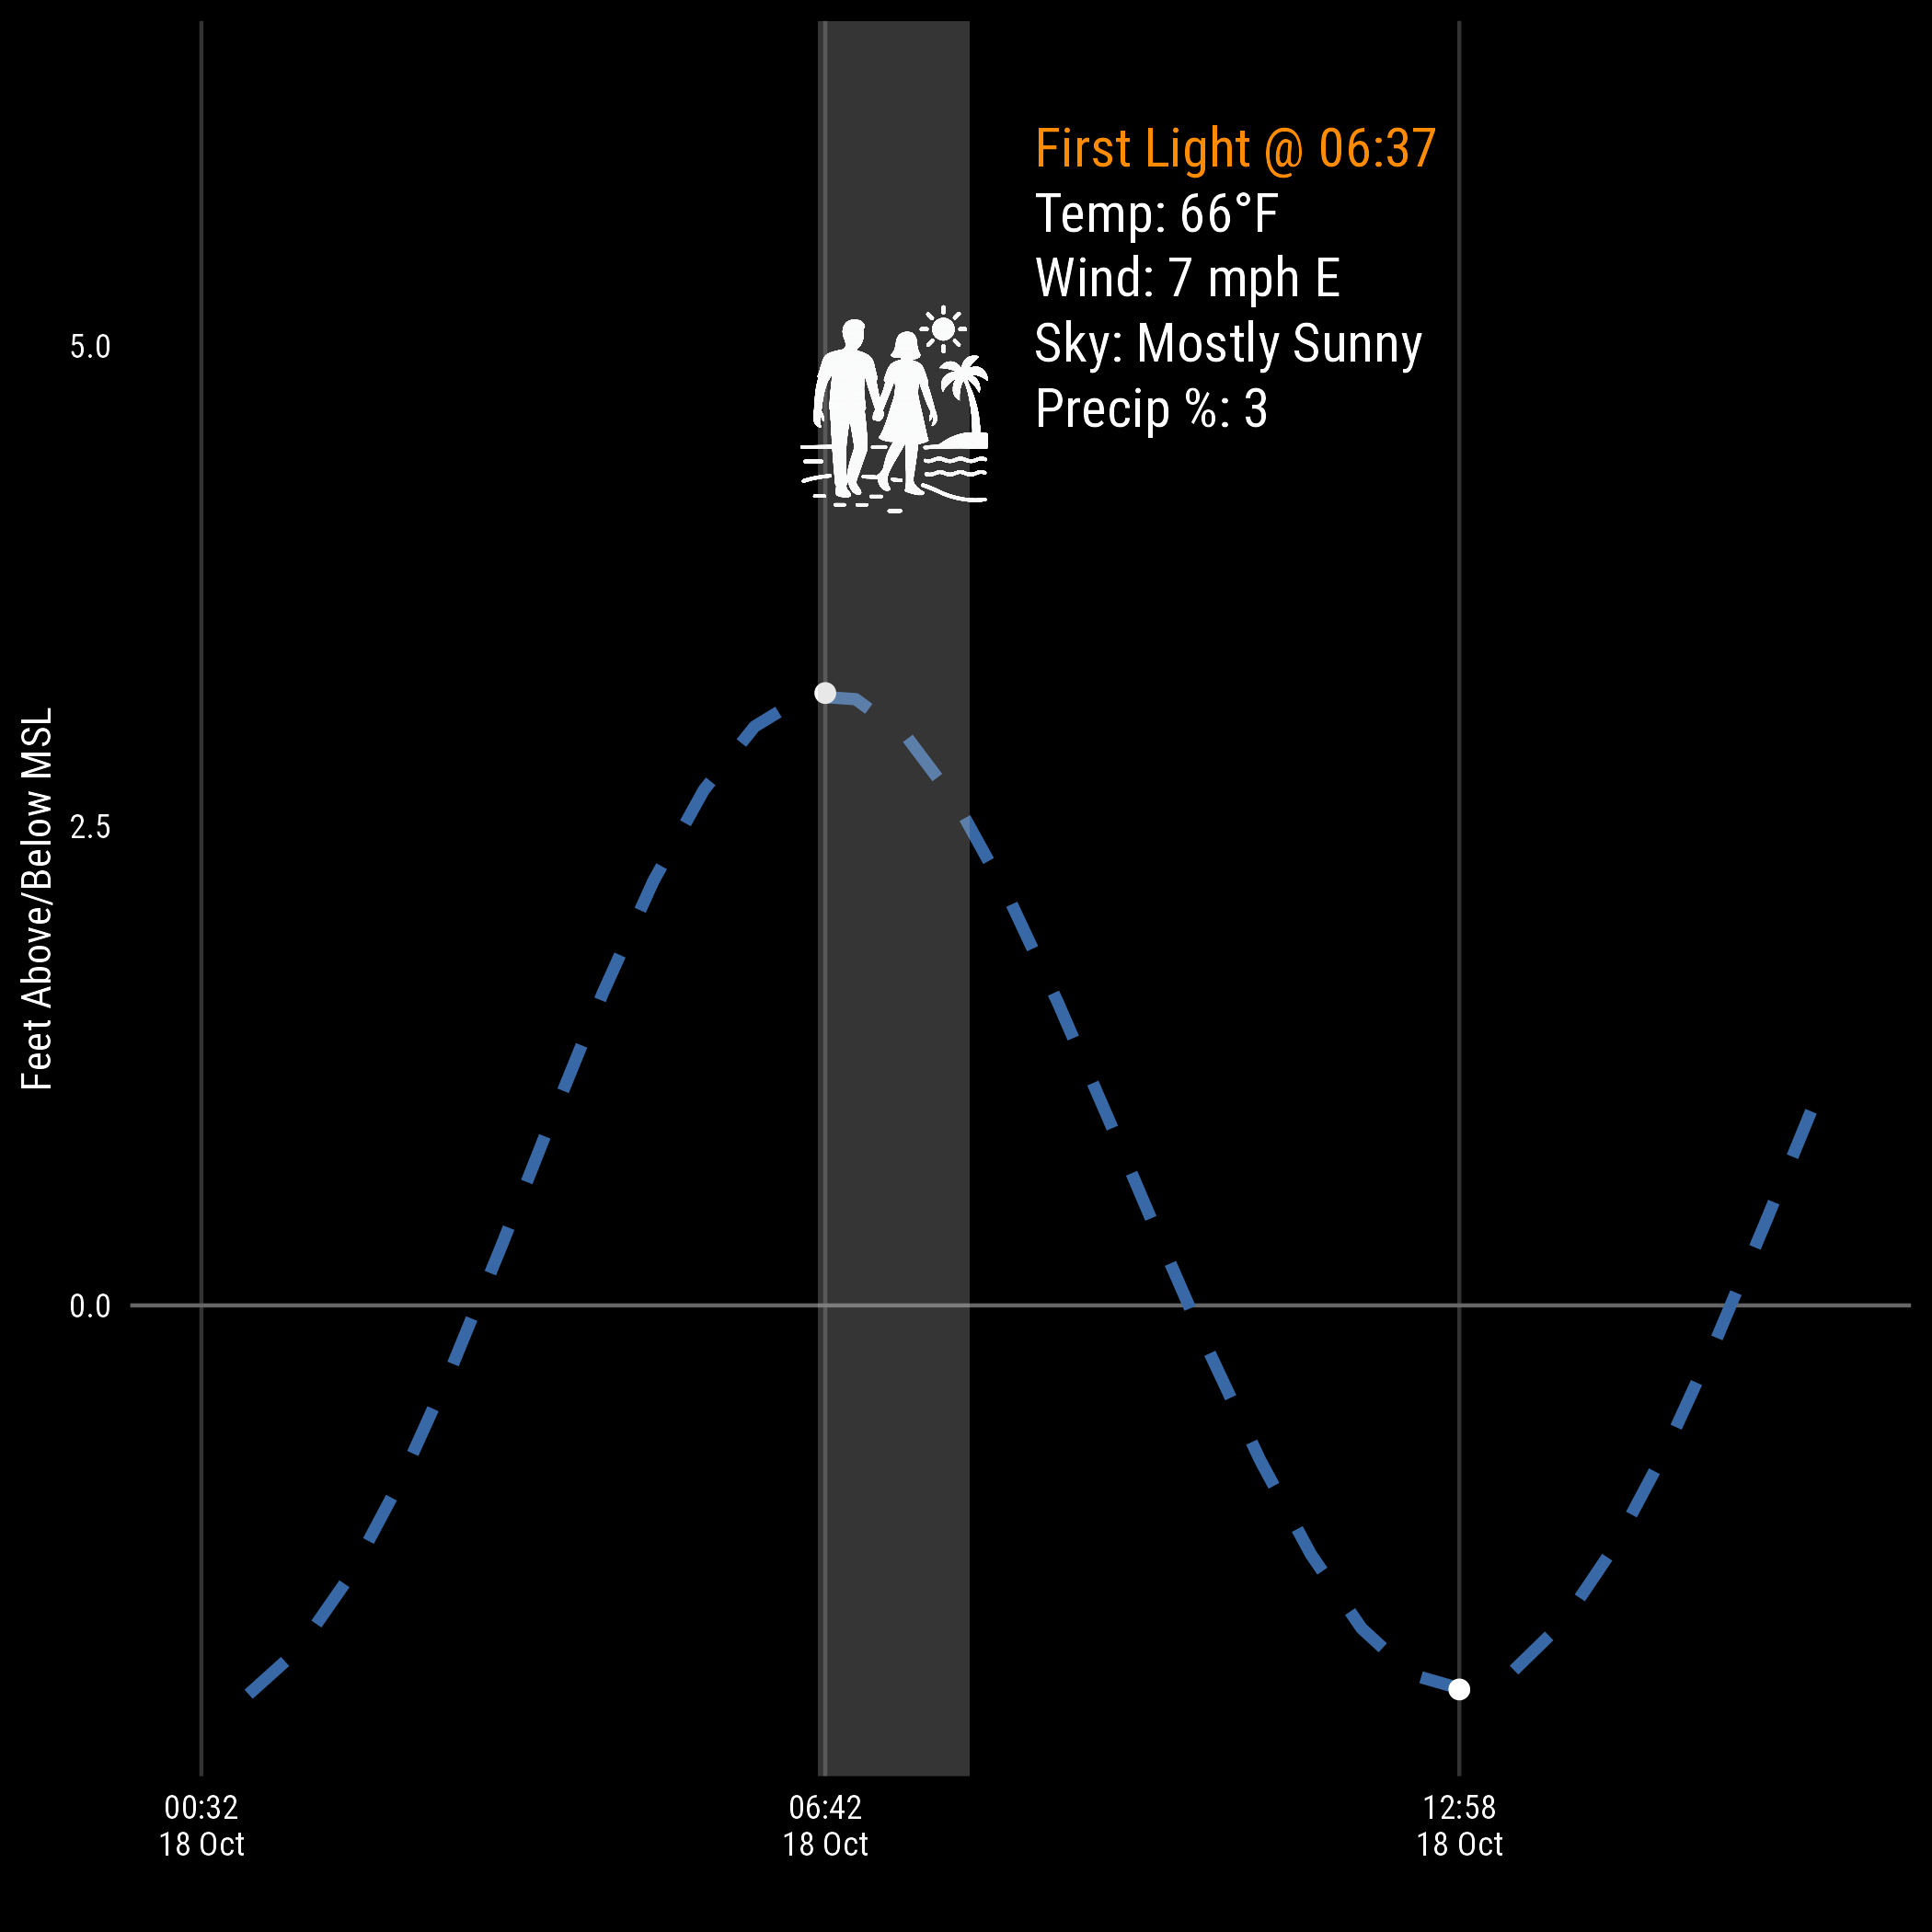 First Light @ 06:37
Temp: 66°F
Wind: 7 mph E
Sky: Mostly Sunny
Precip %: 3
Feet Above/Below MSL
5.0
2.5
0.0
00:32
18 Oct
06:42
18 Oct
12:58
18 Oct